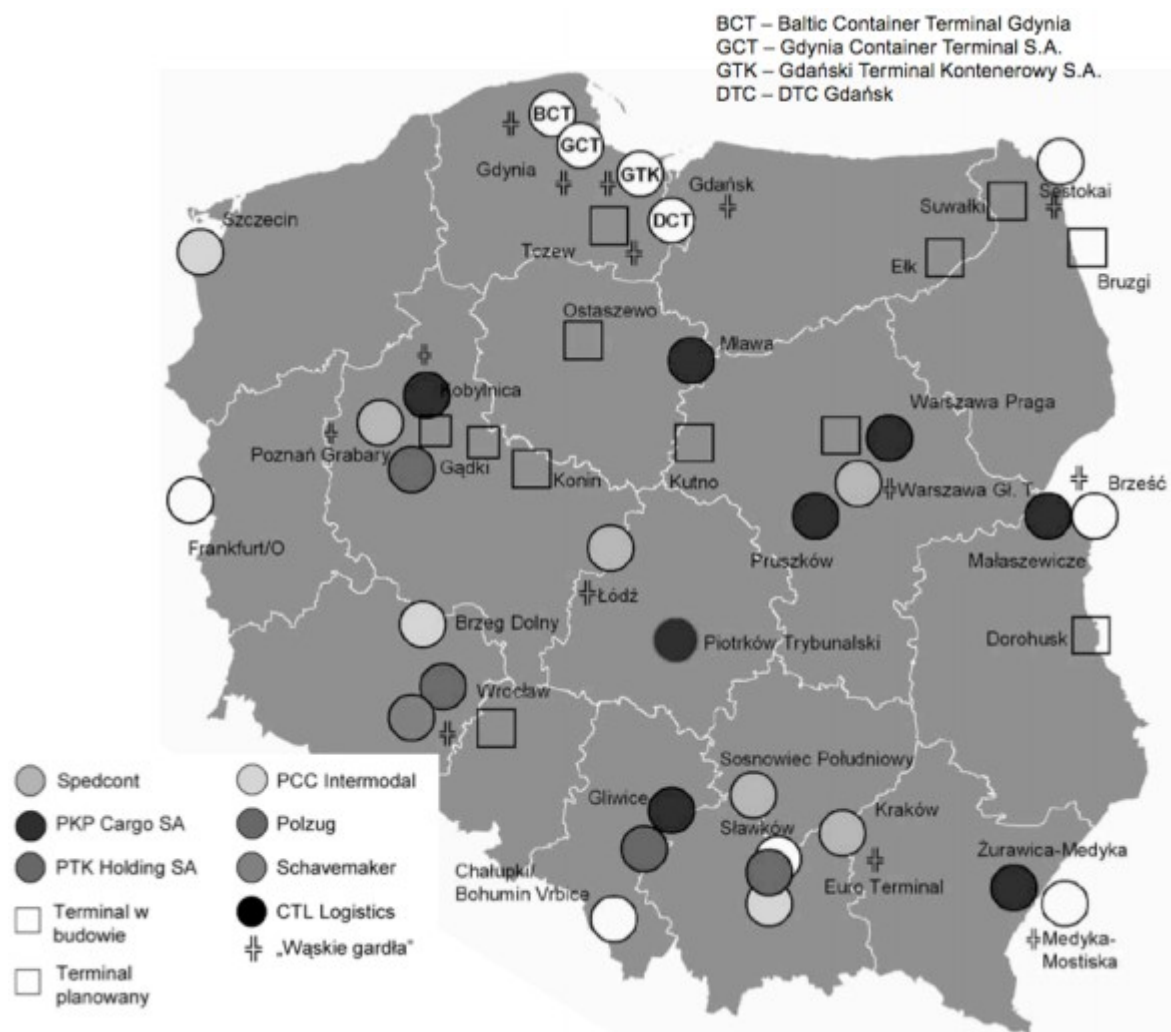 BCT – Baltic Container Terminal Gdynia
GCT – Gdynia Container Terminal S.A.
GTK – Gdański Terminal Kontenerowy S.A.
DTC – DTC Gdańsk
BCT
GCT
Gdynia
GTK
Gdańsk
DCT
Tczew
Szczecin
Sestokai
Suwałki
Ełk
Bruzgi
Ostaszewo
Mława
Kobylnica
Warszawa Praga
Poznań Grabary
Gądki
Konin
Kutno
Warszawa Gł. T.
Brześć
Frankfurt/O
Pruszków
Małaszewicze
Łódź
Brzeg Dolny
Piotrków Trybunalski
Dorohusk
Wrocław
Sosnowiec Południowy
Gliwice
Sławków
Kraków
Żurawica-Medyka
Chałupki/
Bohumin Vrbice
Euro Terminal
Medyka-
Mostiska
Spedcont
PKP Cargo SA
PTK Holding SA
Terminal w
budowie
Terminal
planowany
PCC Intermodal
Polzug
Schavemaker
CTL Logistics
„Wąskie gardła"